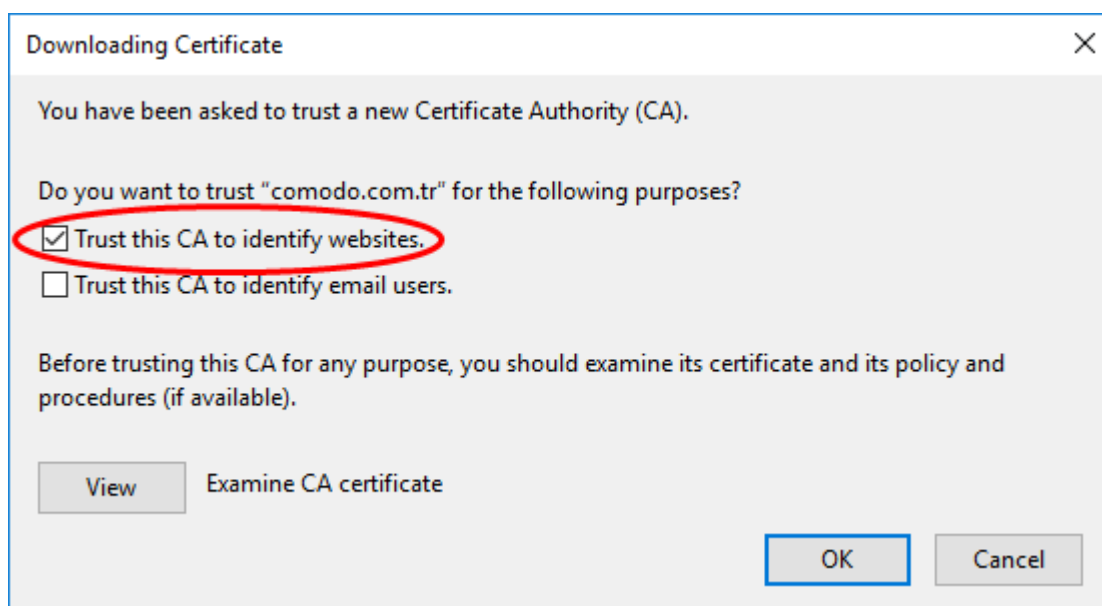 Downloading Certificate
You have been asked to trust a new Certificate Authority (CA).
Do you want to trust “comodo.com.tr” for the following purposes?
Trust this CA to identify websites.
Trust this CA to identify email users.
Before trusting this CA for any purpose, you should examine its certificate and its policy and
procedures (if available).
View Examine CA certificate
OK Cancel